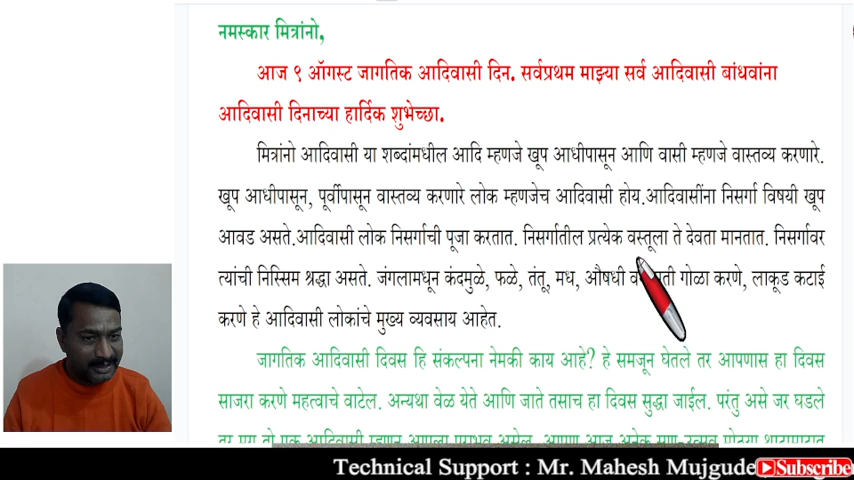 नमस्कार मित्रांनो,
आज ९ ऑगस्ट जागतिक आदिवासी दिन. सर्वप्रथम माझ्या सर्व आदिवासी बांधवांना
आदिवासी दिनाच्या हार्दिक शुभेच्छा.
मित्रांनो आदिवासी या शब्दांमधील आदि म्हणजे खूप आधीपासून आणि वासी म्हणजे वास्तव्य करणारे.
खूप आधीपासून, पूर्वीपासून वास्तव्य करणारे लोक म्हणजेच आदिवासी होय.आदिवासींना निसर्गा विषयी खूप
आवड असते.आदिवासी लोक निसर्गाची पूजा करतात. निसर्गातील प्रत्येक वस्तूला ते देवता मानतात. निसर्गावर
त्यांची निस्सिम श्रद्धा असते. जंगलामधून कंदमुळे, फळे, तंतू, मध, औषधी गोळा करणे, लाकूड कटाई
करणे हे आदिवासी लोकांचे मुख्य व्यवसाय आहेत.
जागतिक आदिवासी दिवस हि संकल्पना नेमकी काय आहे? हे समजून घेतले तर आपणास हा दिवस
साजरा करणे महत्वाचे वाटेल. अन्यथा वेळ येते आणि जाते तसाच हा दिवस सुद्धा जाईल. परंतु असे जर घडले
Technical Support : Mr. Mahesh Mujgude
Subscribe